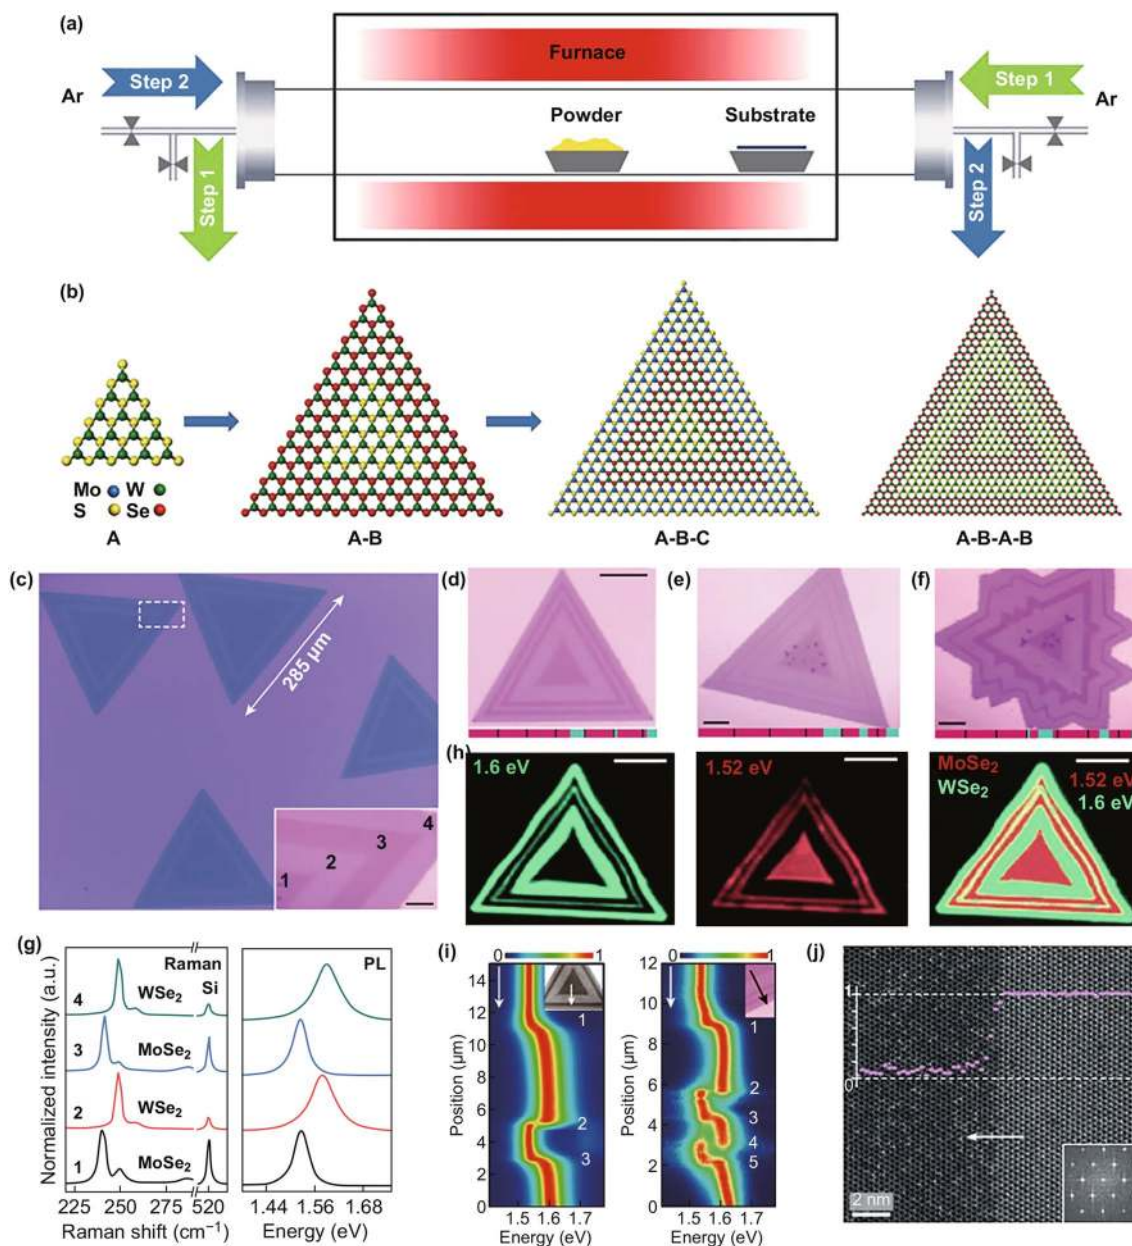 (a)
Furnace
Step 2
Step 1
Ar
Ar
Powder
Substrate
Step 1
Step 2
(b)
Mo
W
S
Se
A
A-B
A-B-C
A-B-A-B
(c)
285 µm
1
2
3
4
(d)
(e)
(f)
(h)
1.6 eV
1.52 eV
MoSe₂
WSe₂
1.52 eV
1.6 eV
(g)
Normalized intensity (a.u.)
Raman
Si
4
WSe₂
3
MoSe₂
2
WSe₂
1
MoSe₂
225
250
520
Raman shift (cm⁻¹)
PL
1.44
1.56
1.68
Energy (eV)
(i)
0
1
14
12
10
8
6
4
2
0
Position (µm)
1
2
3
1.5
1.6
1.7
Energy (eV)
0
1
12
10
8
6
4
2
0
Position (µm)
1
2
3
4
5
1.5
1.6
1.7
Energy (eV)
(j)
1
0
2 nm